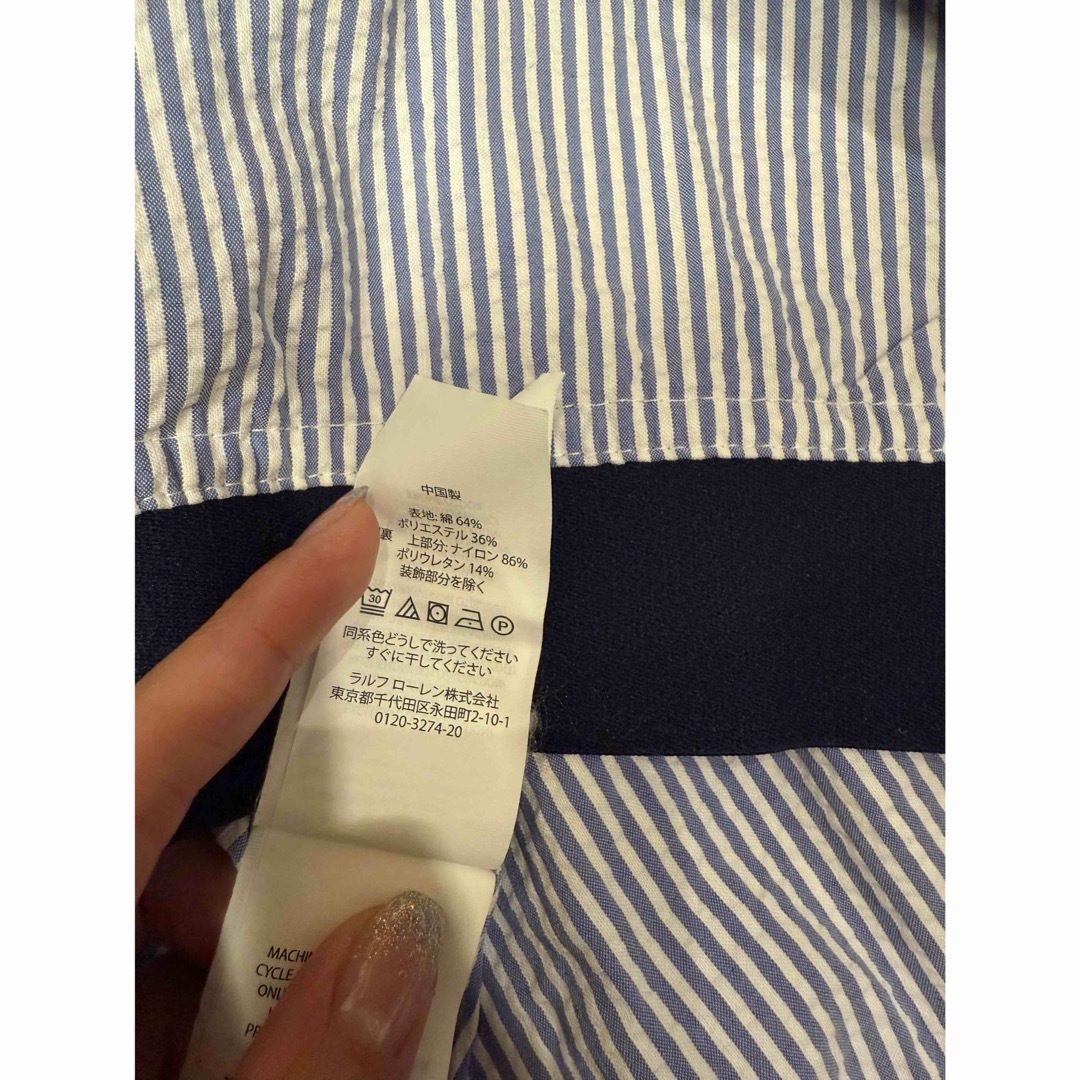 中国製
表地: 綿 64%
ポリエステル 36%
裏 上部分: ナイロン 86%
ポリウレタン 14%
装飾部分を除く
30
P
同系色どうしで洗ってください
すぐに干してください
ラルフ ローレン株式会社
東京都千代田区永田町2-10-1
0120-3274-20
CYCLE